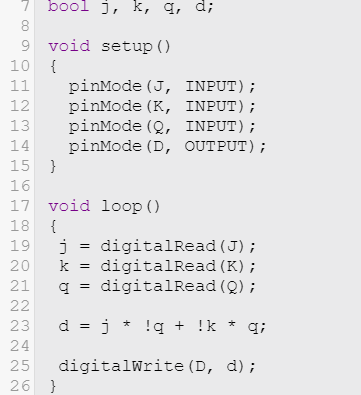 7 bool j, k, q, d;
8
9 void setup()
10 {
11   pinMode(J, INPUT);
12   pinMode(K, INPUT);
13   pinMode(Q, INPUT);
14   pinMode(D, OUTPUT);
15 }
16
17 void loop()
18 {
19  j = digitalRead(J);
20  k = digitalRead(K);
21  q = digitalRead(Q);
22
23  d = j * !q + !k * q;
24
25  digitalWrite(D, d);
26 }